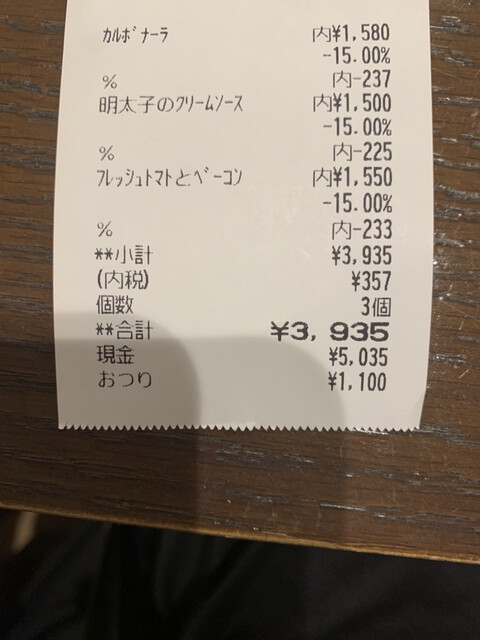 カルボナーラ 内¥1,580
-15.00%
% 内-237
明太子のクリームソース 内¥1,500
-15.00%
% 内-225
フレッシュトマトとベーコン 内¥1,550
-15.00%
% 内-233
**小計 ¥3,935
(内税) ¥357
個数 3個
**合計 ¥3,935
現金 ¥5,035
おつり ¥1,100